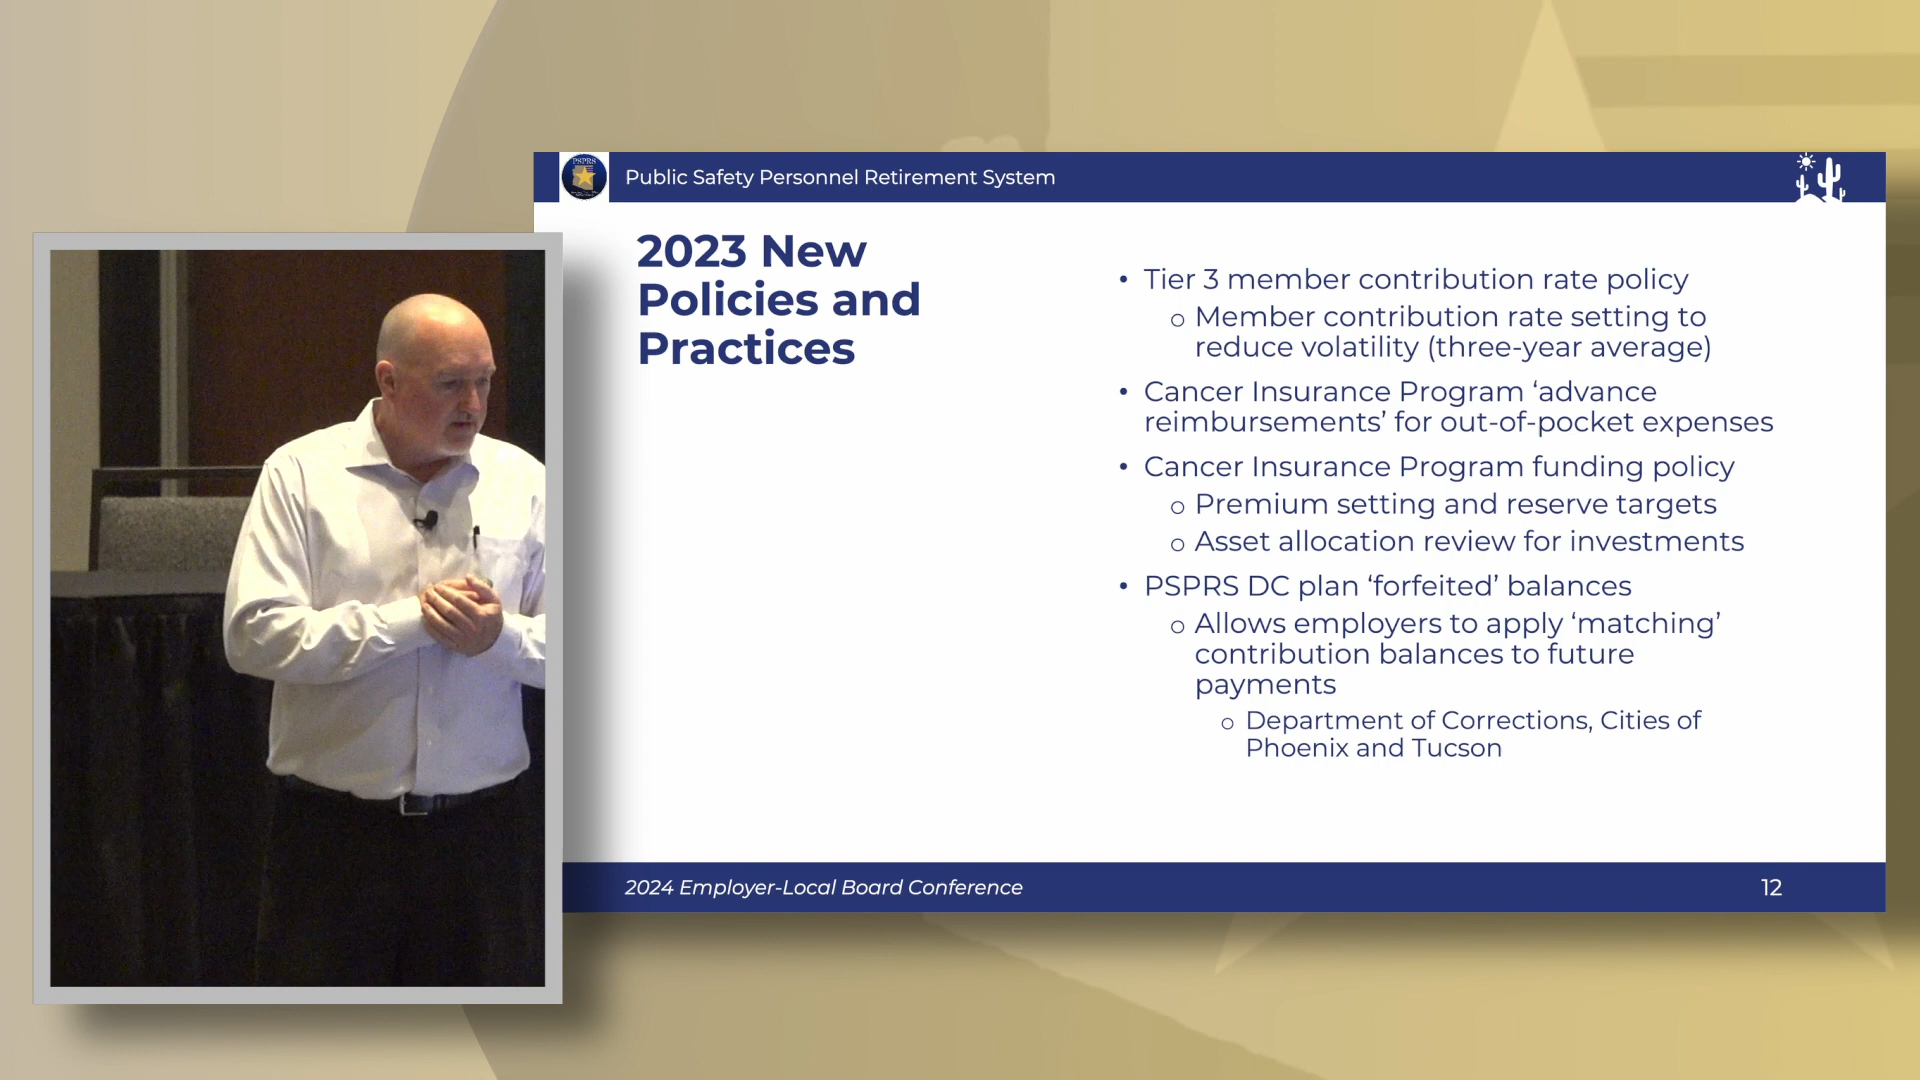 PSPRS
Public Safety Personnel Retirement System
2023 New
Policies and
Practices
• Tier 3 member contribution rate policy
o Member contribution rate setting to
reduce volatility (three-year average)
• Cancer Insurance Program ‘advance
reimbursements’ for out-of-pocket expenses
• Cancer Insurance Program funding policy
o Premium setting and reserve targets
o Asset allocation review for investments
• PSPRS DC plan ‘forfeited’ balances
o Allows employers to apply ‘matching’
contribution balances to future
payments
o Department of Corrections, Cities of
Phoenix and Tucson
2024 Employer-Local Board Conference
12